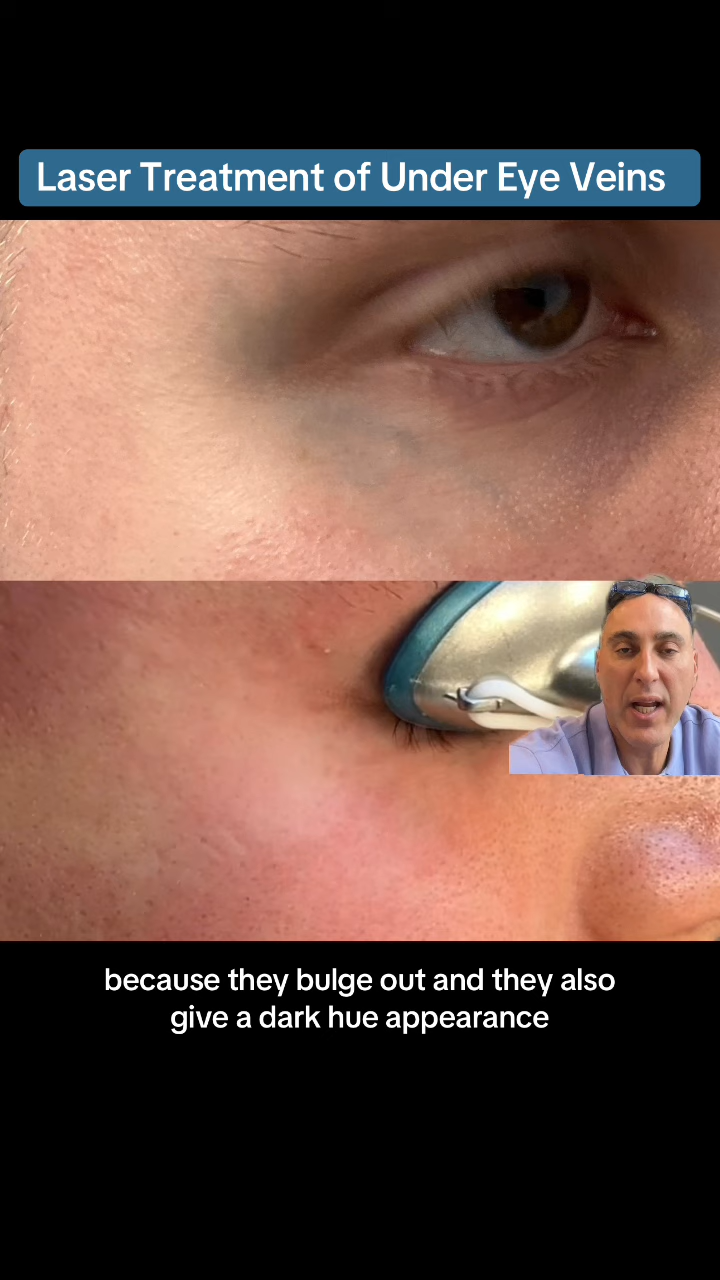 Laser Treatment of Under Eye Veins
because they bulge out and they also
give a dark hue appearance